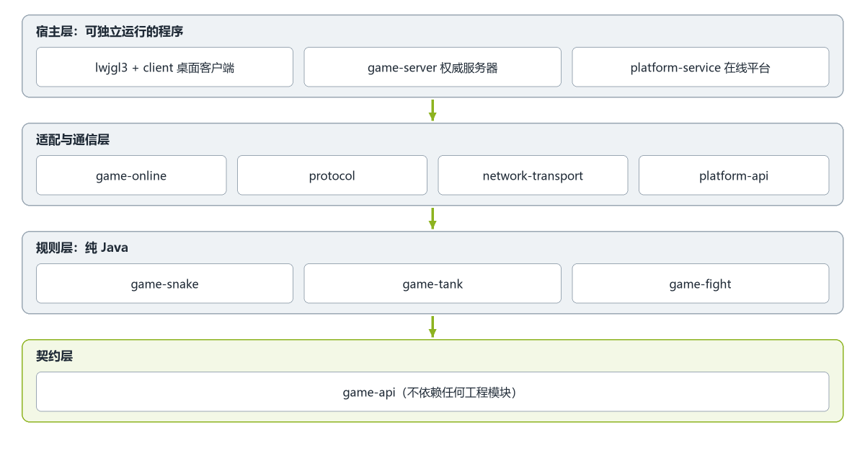 宿主层：可独立运行的程序
lwjgl3 + client 桌面客户端
game-server 权威服务器
platform-service 在线平台
适配与通信层
game-online
protocol
network-transport
platform-api
规则层：纯 Java
game-snake
game-tank
game-fight
契约层
game-api（不依赖任何工程模块）